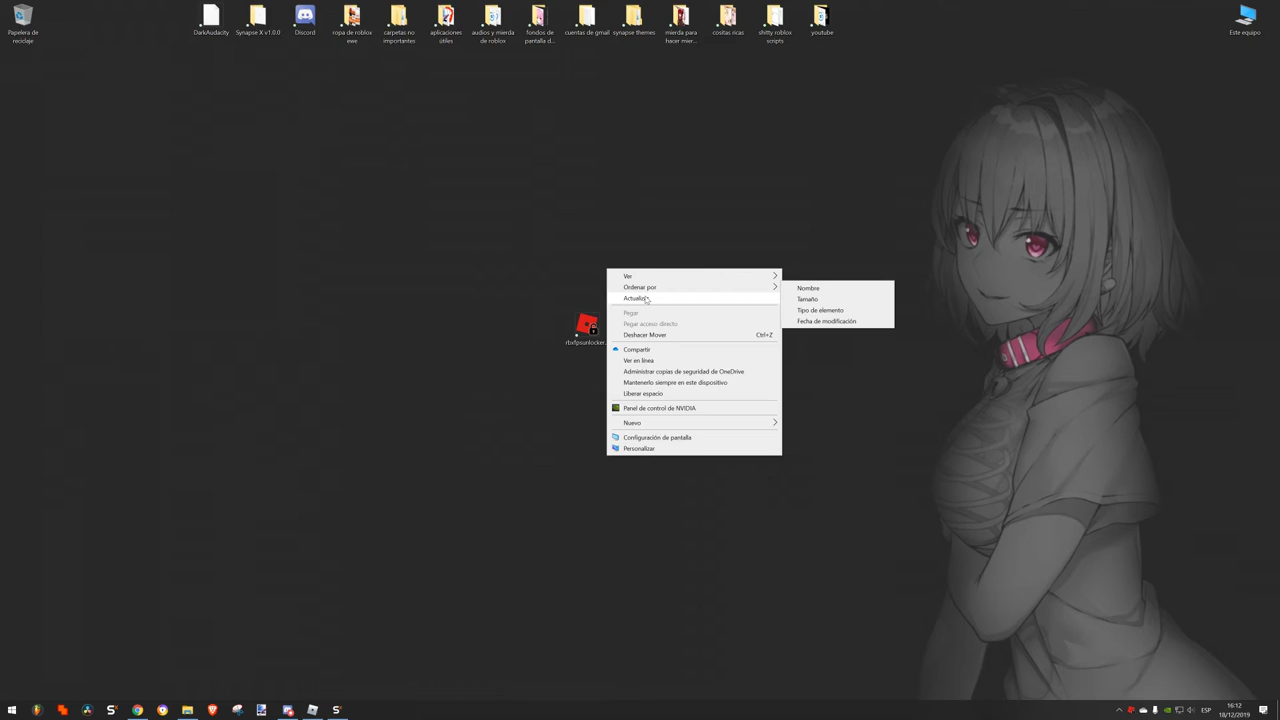 Papelera de
reciclaje
DarkAudacity
Synapse X v1.0.0
Discord
ropa de roblox
ewe
carpetas no
importantes
aplicaciones
útiles
audios y mierda
de roblox
fondos de
pantalla d...
cuentas de gmail
synapse themes
mierda para
hacer mier...
cositas ricas
shitty roblox
scripts
youtube
Este equipo
rbxfpsunlocker.
Ver
Ordenar por
Actualizar
Pegar
Pegar acceso directo
Deshacer Mover Ctrl+Z
Compartir
Ver en línea
Administrar copias de seguridad de OneDrive
Mantenerlo siempre en este dispositivo
Liberar espacio
Panel de control de NVIDIA
Nuevo
Configuración de pantalla
Personalizar
Nombre
Tamaño
Tipo de elemento
Fecha de modificación
ESP
16:12
18/12/2019